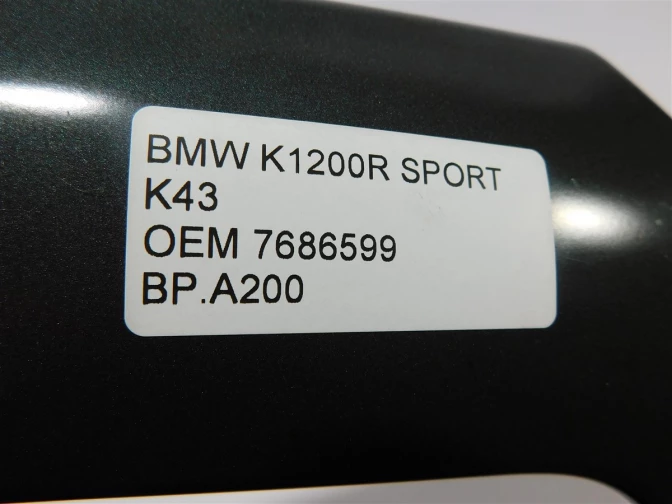 BMW K1200R SPORT
K43
OEM 7686599
BP.A200